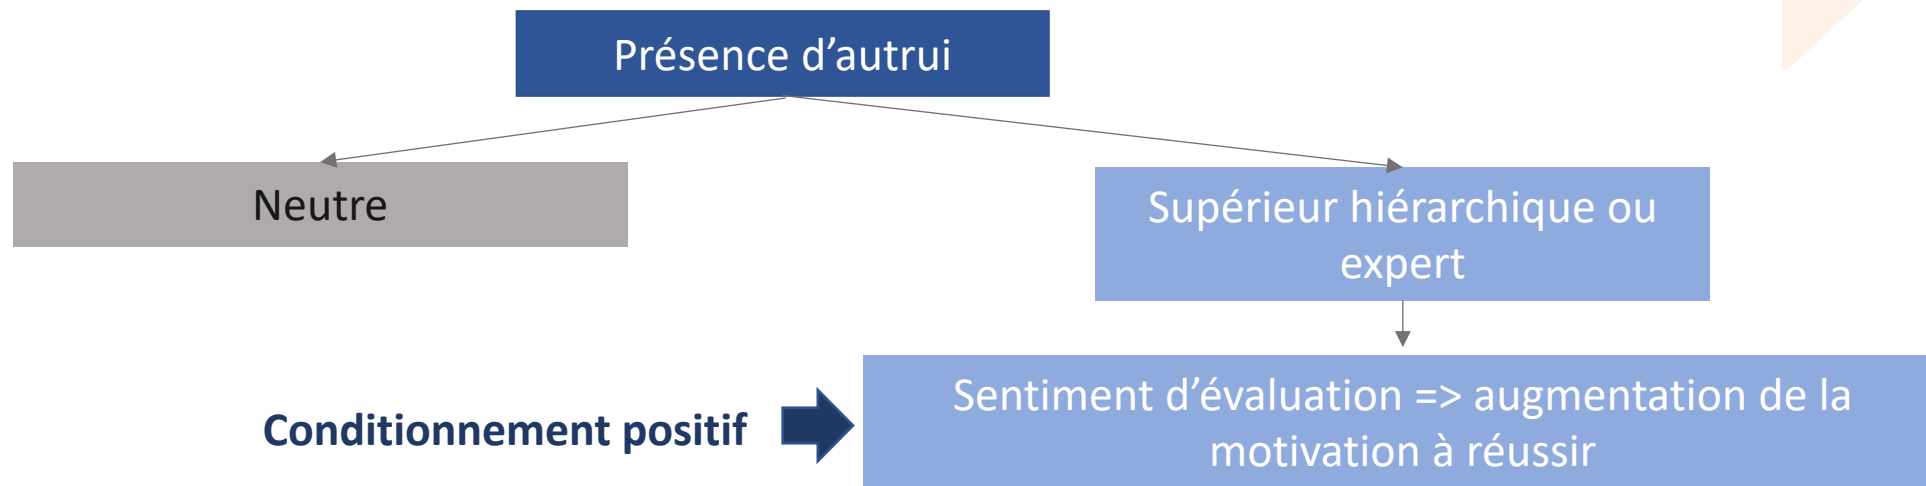 Présence d’autrui
Neutre
Supérieur hiérarchique ou
expert
Conditionnement positif
Sentiment d’évaluation => augmentation de la
motivation à réussir